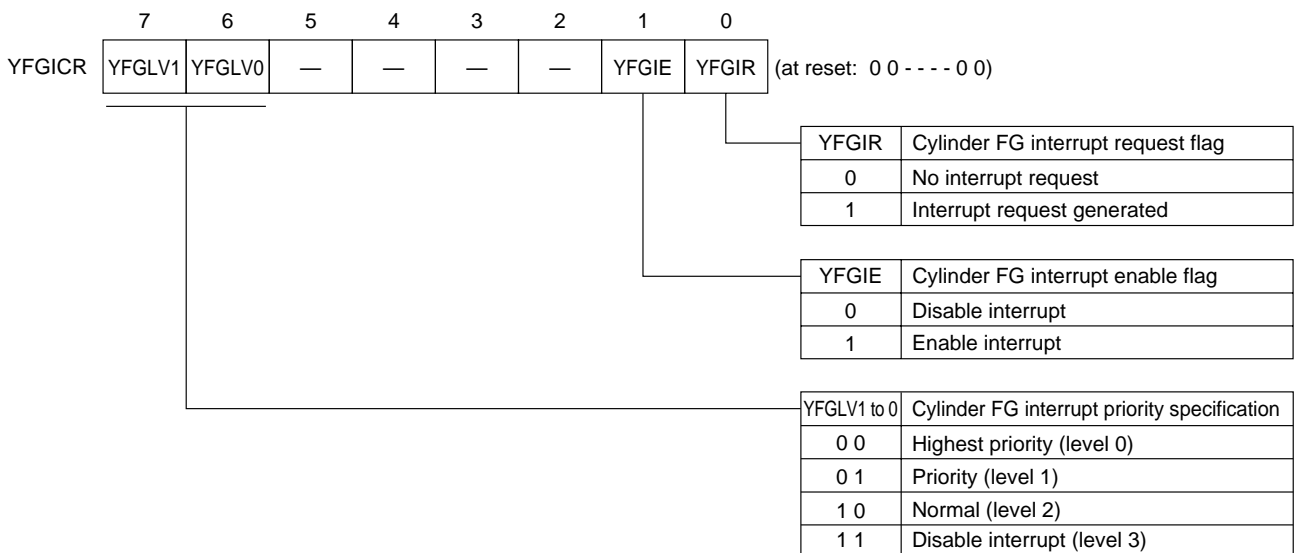 7 6 5 4 3 2 1 0
YFGICR YFGLV1 YFGLV0 — — — — YFGIE YFGIR (at reset: 0 0 - - - - 0 0)
YFGIR Cylinder FG interrupt request flag
0 No interrupt request
1 Interrupt request generated
YFGIE Cylinder FG interrupt enable flag
0 Disable interrupt
1 Enable interrupt
YFGLV1 to 0 Cylinder FG interrupt priority specification
0 0 Highest priority (level 0)
0 1 Priority (level 1)
1 0 Normal (level 2)
1 1 Disable interrupt (level 3)